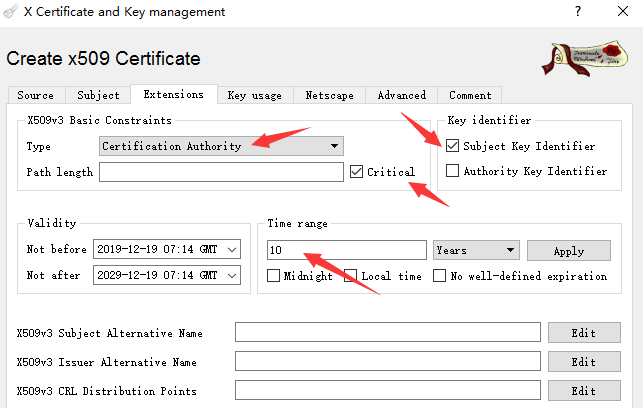 X Certificate and Key management
?
Create x509 Certificate
Source Subject Extensions Key usage Netscape Advanced Comment
X509v3 Basic Constraints
Type Certification Authority
Path length Critical
Key identifier
Subject Key Identifier
Authority Key Identifier
Validity
Not before 2019-12-19 07:14 GMT
Not after 2029-12-19 07:14 GMT
Time range
10 Years Apply
Midnight Local time No well-defined expiration
X509v3 Subject Alternative Name Edit
X509v3 Issuer Alternative Name Edit
X509v3 CRL Distribution Points Edit